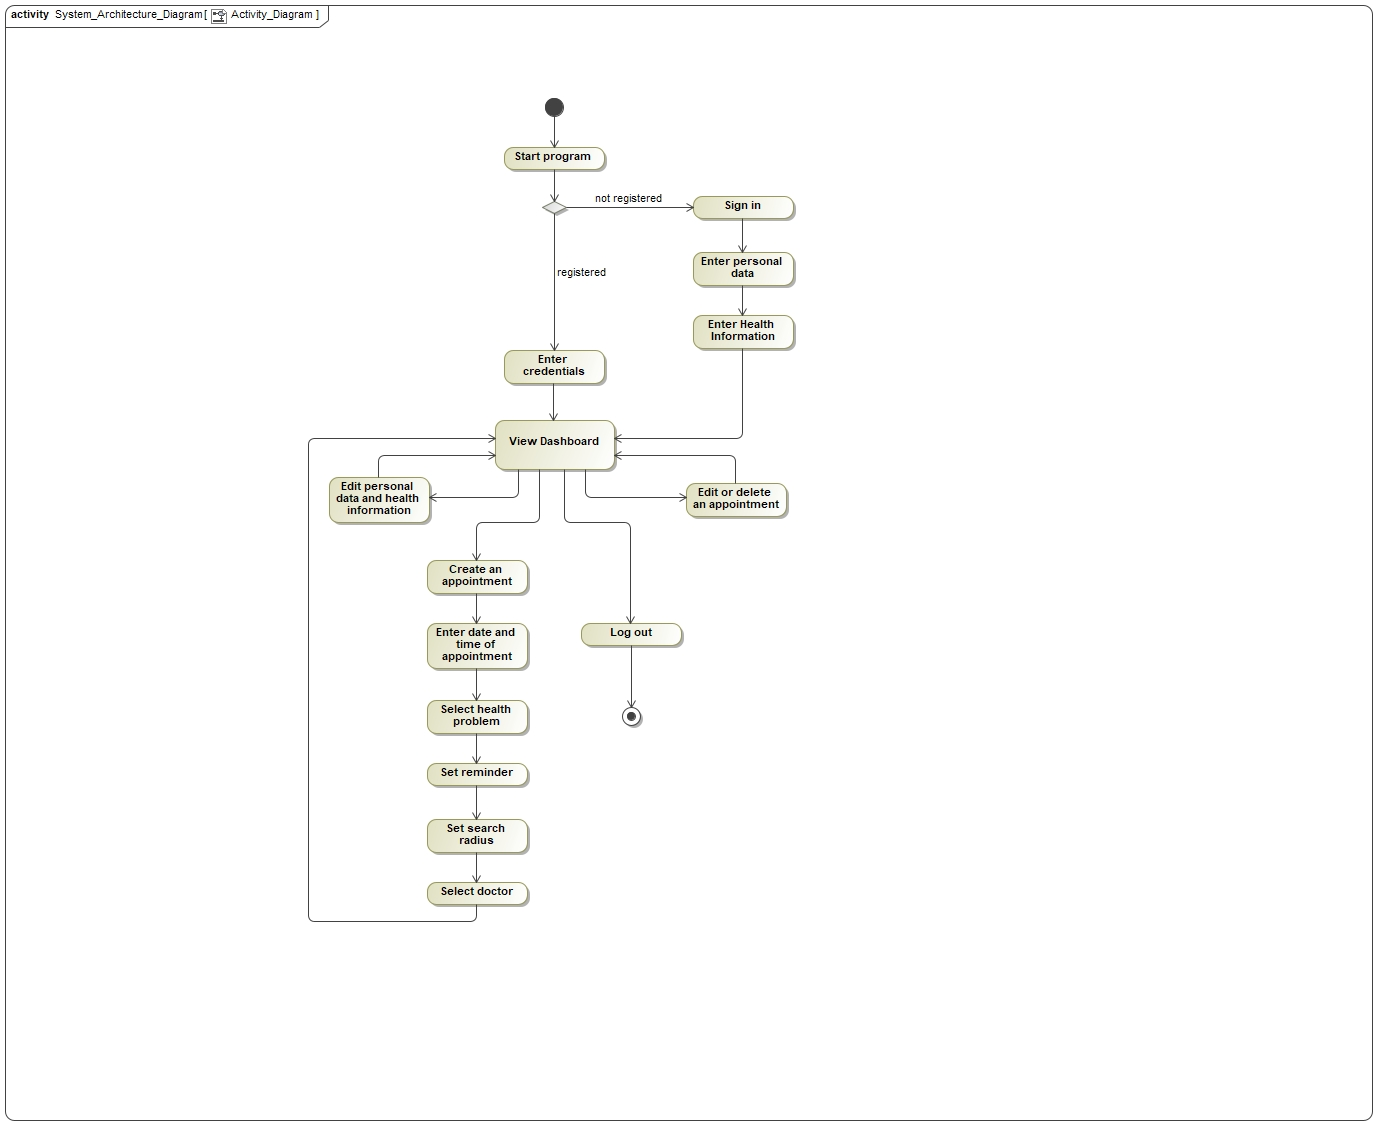 activity System_Architecture_Diagram[ Activity_Diagram ]
Start program
not registered
Sign in
Enter personal
data
registered
Enter Health
Information
Enter
credentials
View Dashboard
Edit personal
data and health
information
Edit or delete
an appointment
Create an
appointment
Enter date and
time of
appointment
Log out
Select health
problem
Set reminder
Set search
radius
Select doctor